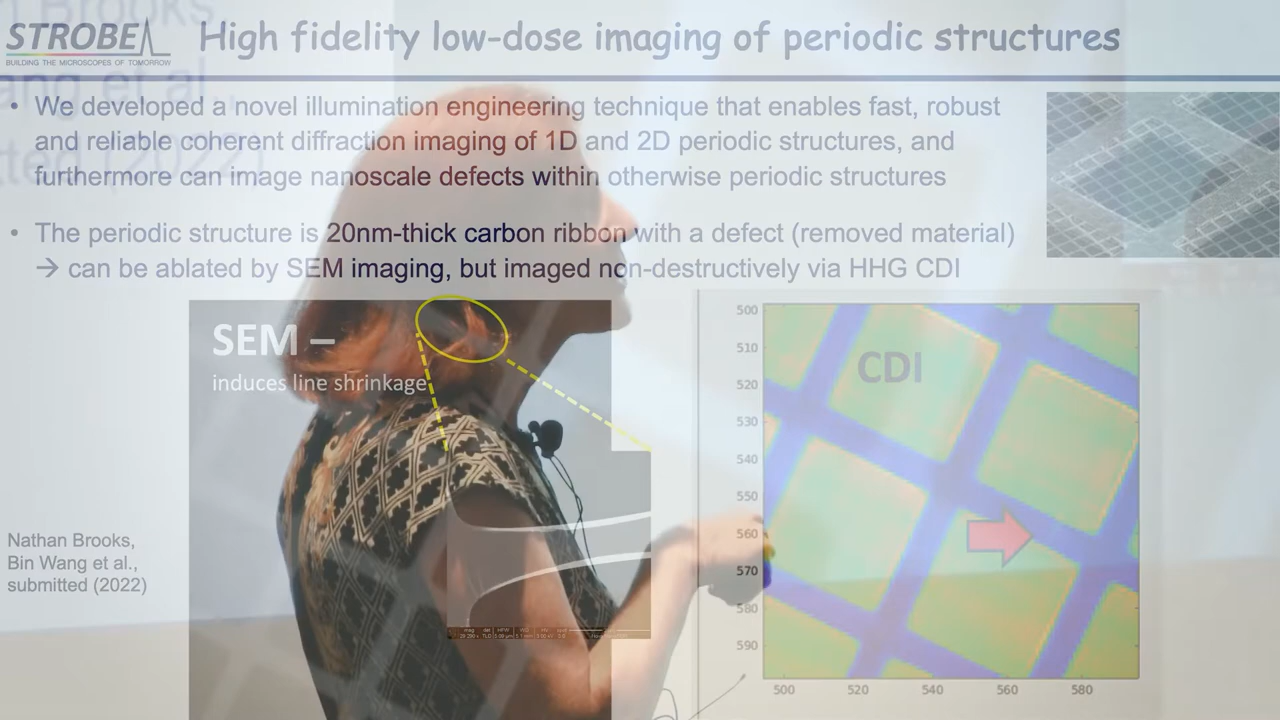 STROBE
BUILDING THE MICROSCOPES OF TOMORROW
High fidelity low-dose imaging of periodic structures
• We developed a novel illumination engineering technique that enables fast, robust
and reliable coherent diffraction imaging of 1D and 2D periodic structures, and
furthermore can image nanoscale defects within otherwise periodic structures
• The periodic structure is 20nm-thick carbon ribbon with a defect (removed material)
→ can be ablated by SEM imaging, but imaged non-destructively via HHG CDI
SEM –
induces line shrinkage
CDI
500
510
520
530
540
550
560
570
580
590
500 520 540 560 580
Nathan Brooks,
Bin Wang et al.,
submitted (2022)